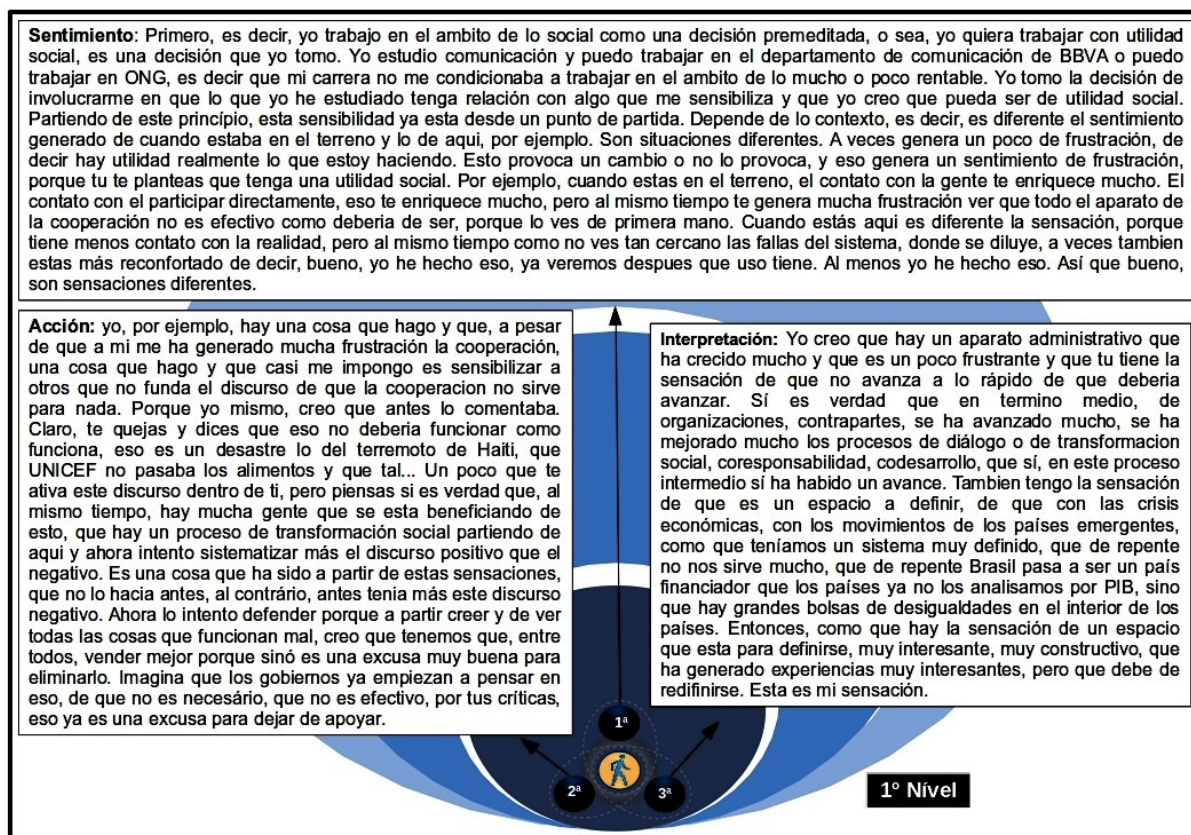 Sentimiento: Primero, es decir, yo trabajo en el ambito de lo social como una decisión premeditada, o sea, yo quiera trabajar con utilidad
social, es una decisión que yo tomo. Yo estudio comunicación y puedo trabajar en el departamento de comunicación de BBVA o puedo
trabajar en ONG, es decir que mi carrera no me condicionaba a trabajar en el ambito de lo mucho o poco rentable. Yo tomo la decisión de
involucrarme en que lo que yo he estudiado tenga relación con algo que me sensibiliza y que yo creo que pueda ser de utilidad social.
Partiendo de este princípio, esta sensibilidad ya esta desde un punto de partida. Depende de lo contexto, es decir, es diferente el sentimiento
generado de cuando estaba en el terreno y lo de aqui, por ejemplo. Son situaciones diferentes. A veces genera un poco de frustración, de
decir hay utilidad realmente lo que estoy haciendo. Esto provoca un cambio o no lo provoca, y eso genera un sentimiento de frustración,
porque tu te planteas que tenga una utilidad social. Por ejemplo, cuando estas en el terreno, el contato con la gente te enriquece mucho. El
contato con el participar directamente, eso te enriquece mucho, pero al mismo tiempo te genera mucha frustración ver que todo el aparato de
la cooperación no es efectivo como deberia de ser, porque lo ves de primera mano. Cuando estás aqui es diferente la sensación, porque
tiene menos contato con la realidad, pero al mismo tiempo como no ves tan cercano las fallas del sistema, donde se diluye, a veces tambien
estas más reconfortado de decir, bueno, yo he hecho eso, ya veremos despues que uso tiene. Al menos yo he hecho eso. Así que bueno,
son sensaciones diferentes.
Acción: yo, por ejemplo, hay una cosa que hago y que, a pesar
de que a mi me ha generado mucha frustración la cooperación,
una cosa que hago y que casi me impongo es sensibilizar a
otros que no funda el discurso de que la cooperacion no sirve
para nada. Porque yo mismo, creo que antes lo comentaba.
Claro, te quejas y dices que eso no deberia funcionar como
funciona, eso es un desastre lo del terremoto de Haiti, que
UNICEF no pasaba los alimentos y que tal... Un poco que te
ativa este discurso dentro de ti, pero piensas si es verdad que, al
mismo tiempo, hay mucha gente que se esta beneficiando de
esto, que hay un proceso de transformación social partiendo de
aqui y ahora intento sistematizar más el discurso positivo que el
negativo. Es una cosa que ha sido a partir de estas sensaciones,
que no lo hacia antes, al contrário, antes tenia más este discurso
negativo. Ahora lo intento defender porque a partir creer y de ver
todas las cosas que funcionan mal, creo que tenemos que, entre
todos, vender mejor porque sinó es una excusa muy buena para
eliminarlo. Imagina que los gobiernos ya empiezan a pensar en
eso, de que no es necesário, que no es efectivo, por tus críticas,
eso ya es una excusa para dejar de apoyar.
Interpretación: Yo creo que hay un aparato administrativo que
ha crecido mucho y que es un poco frustrante y que tu tiene la
sensación de que no avanza a lo rápido de que deberia
avanzar. Sí es verdad que en termino medio, de
organizaciones, contrapartes, se ha avanzado mucho, se ha
mejorado mucho los procesos de diálogo o de transformacion
social, coresponsabilidad, codesarrollo, que sí, en este proceso
intermedio sí ha habido un avance. Tambien tengo la sensación
de que es un espacio a definir, de que con las crisis
económicas, con los movimientos de los países emergentes,
como que teníamos un sistema muy definido, que de repente
no nos sirve mucho, que de repente Brasil pasa a ser un país
financiador que los países ya no los analisamos por PIB, sino
que hay grandes bolsas de desigualdades en el interior de los
países. Entonces, como que hay la sensación de un espacio
que esta para definirse, muy interesante, muy constructivo, que
ha generado experiencias muy interesantes, pero que debe de
redifinirse. Esta es mi sensación.
1ª
2ª
3ª
1º Nível